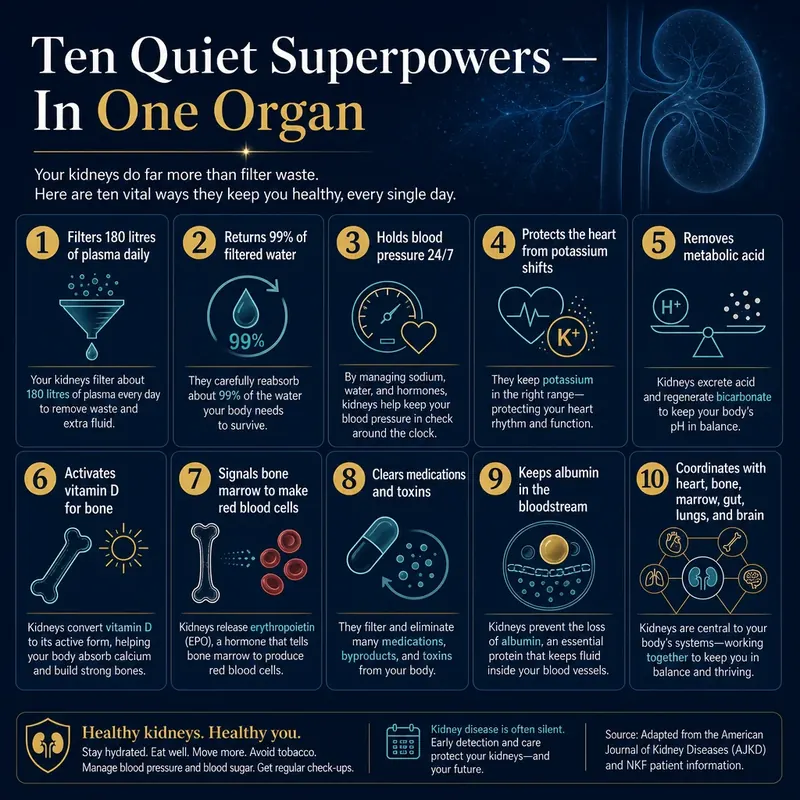 Ten Quiet Superpowers —
In One Organ
Your kidneys do far more than filter waste.
Here are ten vital ways they keep you healthy, every single day.
1
Filters 180 litres
of plasma daily
Your kidneys filter about
180 litres of plasma every day
to remove waste and
extra fluid.
2
Returns 99% of
filtered water
99%
They carefully reabsorb
about 99% of the water
your body needs
to survive.
3
Holds blood
pressure 24/7
By managing sodium,
water, and hormones,
kidneys help keep your
blood pressure in check
around the clock.
4
Protects the heart
from potassium
shifts
K+
They keep potassium
in the right range—
protecting your heart
rhythm and function.
5
Removes
metabolic acid
H+
Kidneys excrete acid
and regenerate bicarbonate
to keep your body's
pH in balance.
6
Activates
vitamin D
for bone
Kidneys convert vitamin D
to its active form, helping
your body absorb calcium
and build strong bones.
7
Signals bone
marrow to make
red blood cells
Kidneys release erythropoietin
(EPO), a hormone that tells
bone marrow to produce
red blood cells.
8
Clears medications
and toxins
They filter and eliminate
many medications,
byproducts, and toxins
from your body.
9
Keeps albumin
in the
bloodstream
Kidneys prevent the loss
of albumin, an essential
protein that keeps fluid
inside your blood vessels.
10
Coordinates with
heart, bone,
marrow, gut,
lungs, and brain
Kidneys are central to your
body's systems—working
together to keep you in
balance and thriving.
Healthy kidneys. Healthy you.
Stay hydrated. Eat well. Move more. Avoid tobacco.
Manage blood pressure and blood sugar. Get regular check-ups.
Kidney disease is often silent.
Early detection and care
protect your kidneys—and
your future.
Source: Adapted from the American
Journal of Kidney Diseases (AJKD)
and NKF patient information.